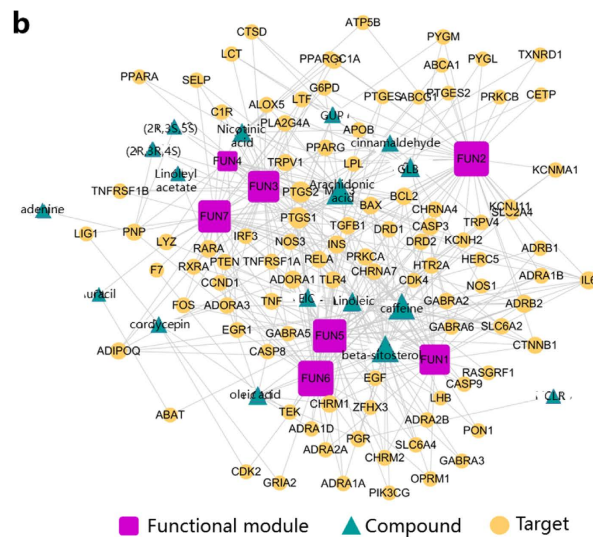 b
CTSD
ATP5B
LCT
PPARGC1A
PYGM
PYGL
TXNRD1
ABCA1
PPARA
SELP
G6PD
LTF
PTGES
ABCG1
PTGES2
PRKCB
CETP
C1R
ALOX5
PLA2G4A
GUP
APOB
(2R,3S,5S)
Nicotinic
acid
cinnamaldehyde
PPARG
(2R,3R,4S)
FUN4
TRPV1
LPL
GLB
FUN2
KCNMA1
Linoleyl
acetate
FUN3
PTGS2
Arachidonic
acid
BCL2
TNFRSF1B
BAX
CHRNA4
KCNJ11
SLC2A4
adenine
FUN7
PTGS1
TGFB1
DRD1
CASP3
TRPV4
LIG1
PNP
LYZ
IRF3
NOS3
INS
DRD2
KCNH2
ADRB1
RARA
PTEN
TNFRSF1A
RELA
PRKCA
HTR2A
HERC5
F7
RXRA
CCND1
ADORA1
TLR4
CHRNA7
CDK4
NOS1
ADRA1B
IL6
uracil
FOS
ADORA3
TNF
EIC
Linoleic
caffeine
GABRA2
ADRB2
cordycepin
EGR1
GABRA5
FUN5
GABRA6
SLC6A2
ADIPOQ
CASP8
beta-sitosterol
FUN1
CTNNB1
FUN6
EGF
RASGRF1
CASP9
oleic acid
CHRM1
ZFHX3
LHB
CLR
ABAT
TEK
ADRA1D
ADRA2B
PON1
ADRA2A
PGR
SLC6A4
CHRM2
GABRA3
CDK2
GRIA2
ADRA1A
OPRM1
PIK3CG
Functional module
Compound
Target